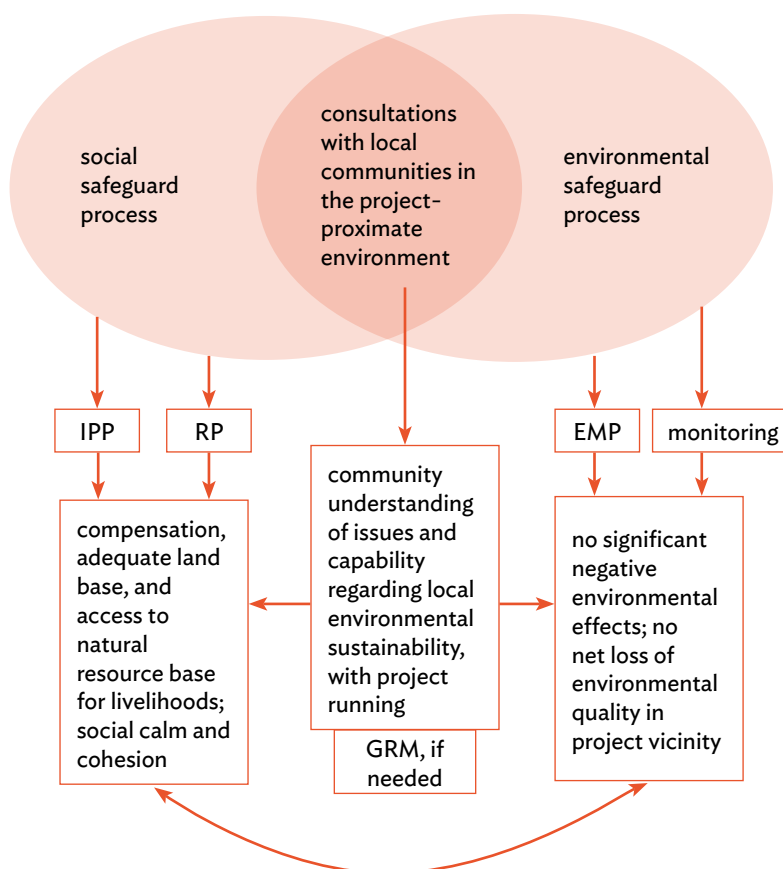 social
safeguard
process
consultations
with local
communities in
the project-
proximate
environment
environmental
safeguard
process
IPP
RP
EMP
monitoring
compensation,
adequate land
base, and
access to
natural
resource base
for livelihoods;
social calm and
cohesion
community
understanding
of issues and
capability
regarding local
environmental
sustainability,
with project
running
GRM, if
needed
no significant
negative
environmental
effects; no
net loss of
environmental
quality in
project vicinity